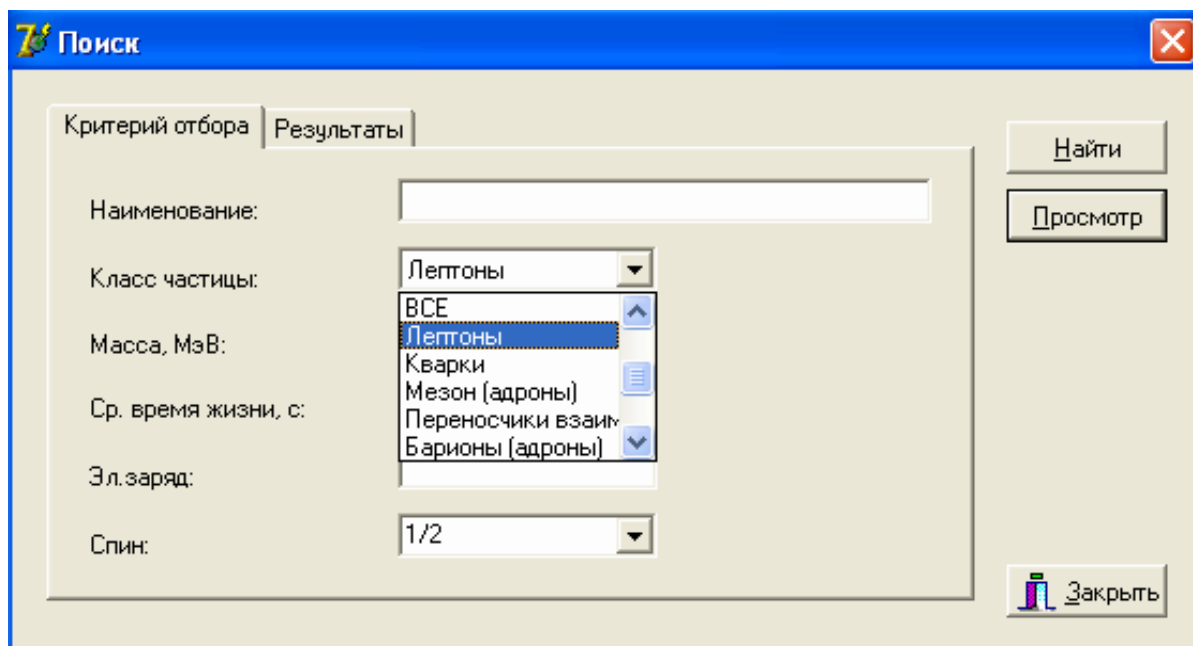 Поиск
Критерий отбора
Результаты
Найти
Наименование:
Просмотр
Класс частицы:
Лептоны
ВСЕ
Лептоны
Масса, МэВ:
Кварки
Мезон (адроны)
Ср. время жизни, с:
Переносчики взаим
Барионы (адроны)
Эл.заряд:
Спин:
1/2
Закрыть